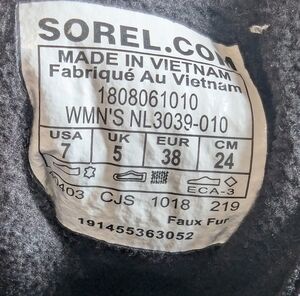 SOREL.COM
MADE IN VIETNAM
Fabriqué Au Vietnam
1808061010
WMN'S NL3039-010
USA UK EUR CM
7 5 38 24
ECA-3
CJS 1018 219
Faux Fur
191455363052